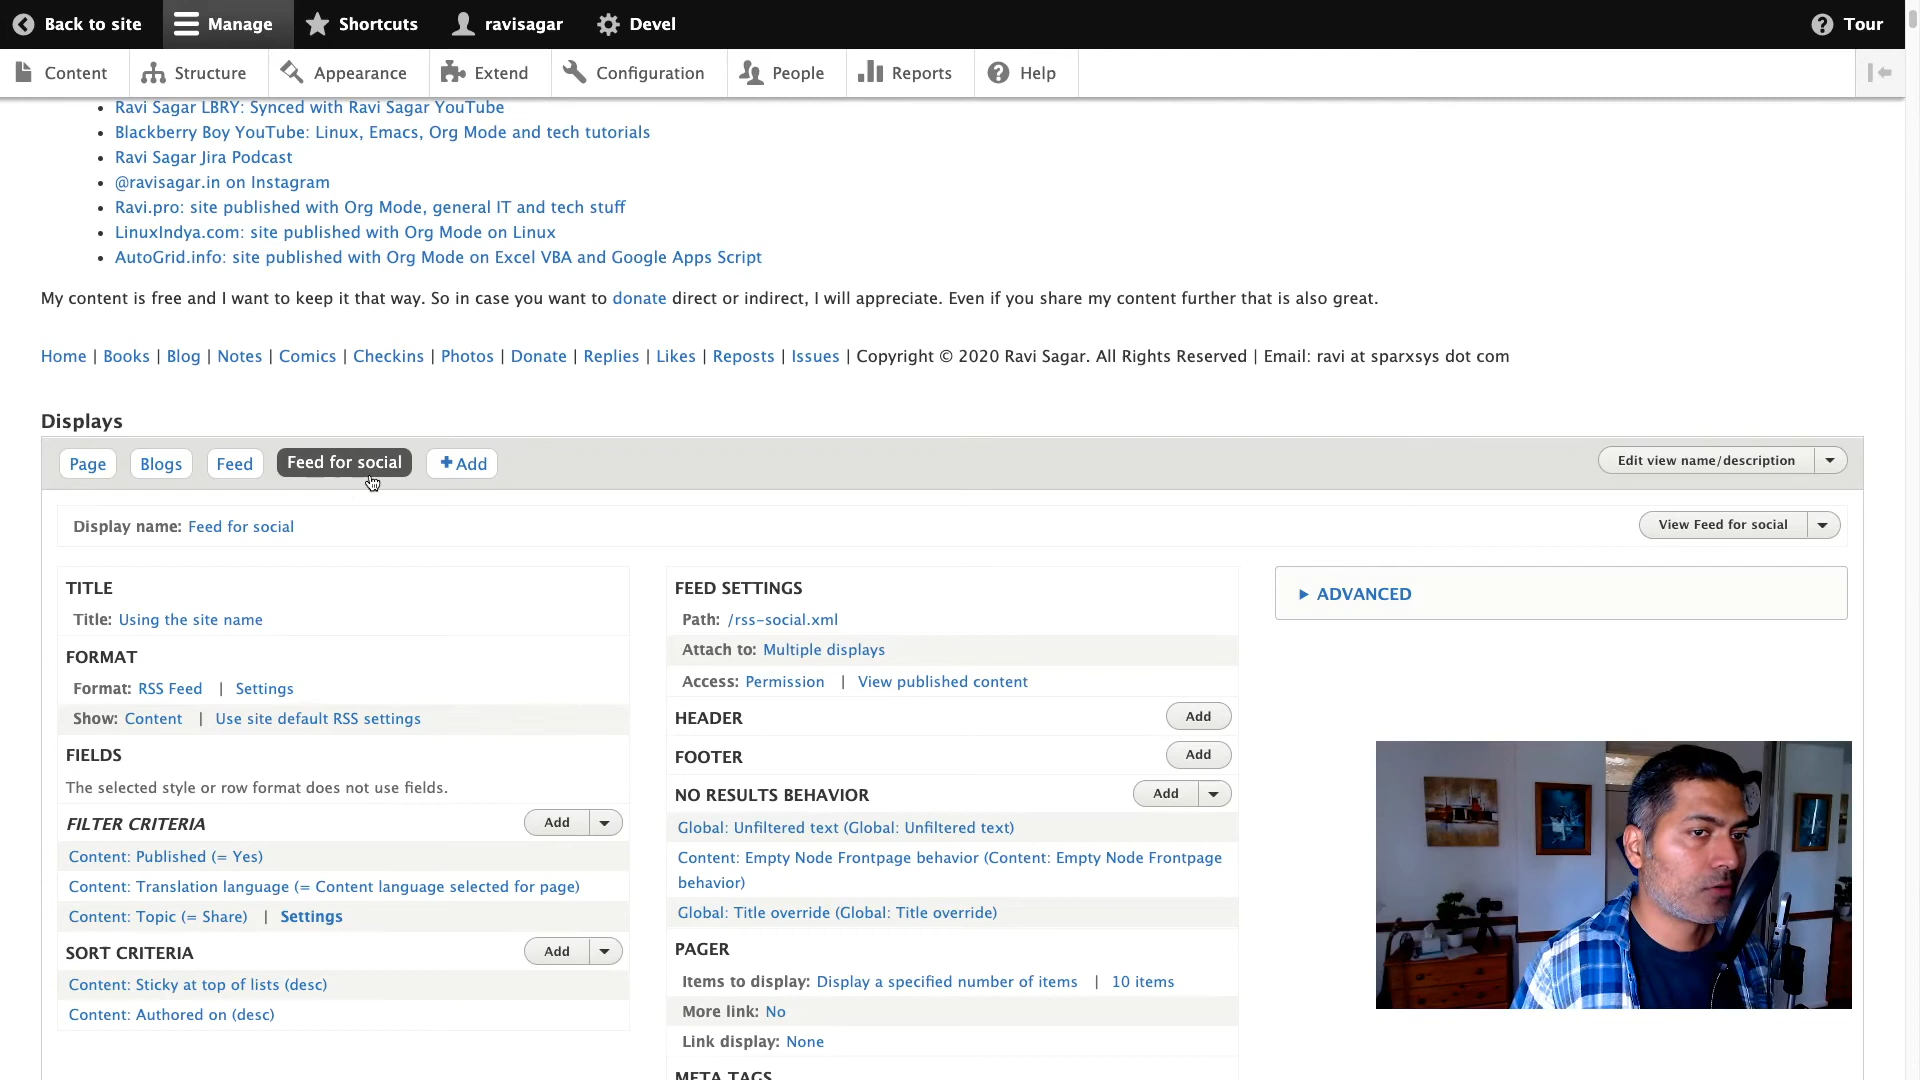 Back to site Manage Shortcuts ravisagar Devel Tour
Content Structure Appearance Extend Configuration People Reports Help
Ravi Sagar LBRY: Synced with Ravi Sagar YouTube
Blackberry Boy YouTube: Linux, Emacs, Org Mode and tech tutorials
Ravi Sagar Jira Podcast
@ravisagar.in on Instagram
Ravi.pro: site published with Org Mode, general IT and tech stuff
LinuxIndya.com: site published with Org Mode on Linux
AutoGrid.info: site published with Org Mode on Excel VBA and Google Apps Script
My content is free and I want to keep it that way. So in case you want to donate direct or indirect, I will appreciate. Even if you share my content further that is also great.
Home | Books | Blog | Notes | Comics | Checkins | Photos | Donate | Replies | Likes | Reposts | Issues | Copyright © 2020 Ravi Sagar. All Rights Reserved | Email: ravi at sparxsys dot com
Displays
Page Blogs Feed Feed for social +Add Edit view name/description
Display name: Feed for social View Feed for social
TITLE
Title: Using the site name
FORMAT
Format: RSS Feed | Settings
Show: Content | Use site default RSS settings
FIELDS
The selected style or row format does not use fields.
FILTER CRITERIA Add
Content: Published (= Yes)
Content: Translation language (= Content language selected for page)
Content: Topic (= Share) | Settings
SORT CRITERIA Add
Content: Sticky at top of lists (desc)
Content: Authored on (desc)
FEED SETTINGS
Path: /rss-social.xml
Attach to: Multiple displays
Access: Permission | View published content
HEADER Add
FOOTER Add
NO RESULTS BEHAVIOR Add
Global: Unfiltered text (Global: Unfiltered text)
Content: Empty Node Frontpage behavior (Content: Empty Node Frontpage
behavior)
Global: Title override (Global: Title override)
PAGER
Items to display: Display a specified number of items | 10 items
More link: No
Link display: None
META TAGS
ADVANCED